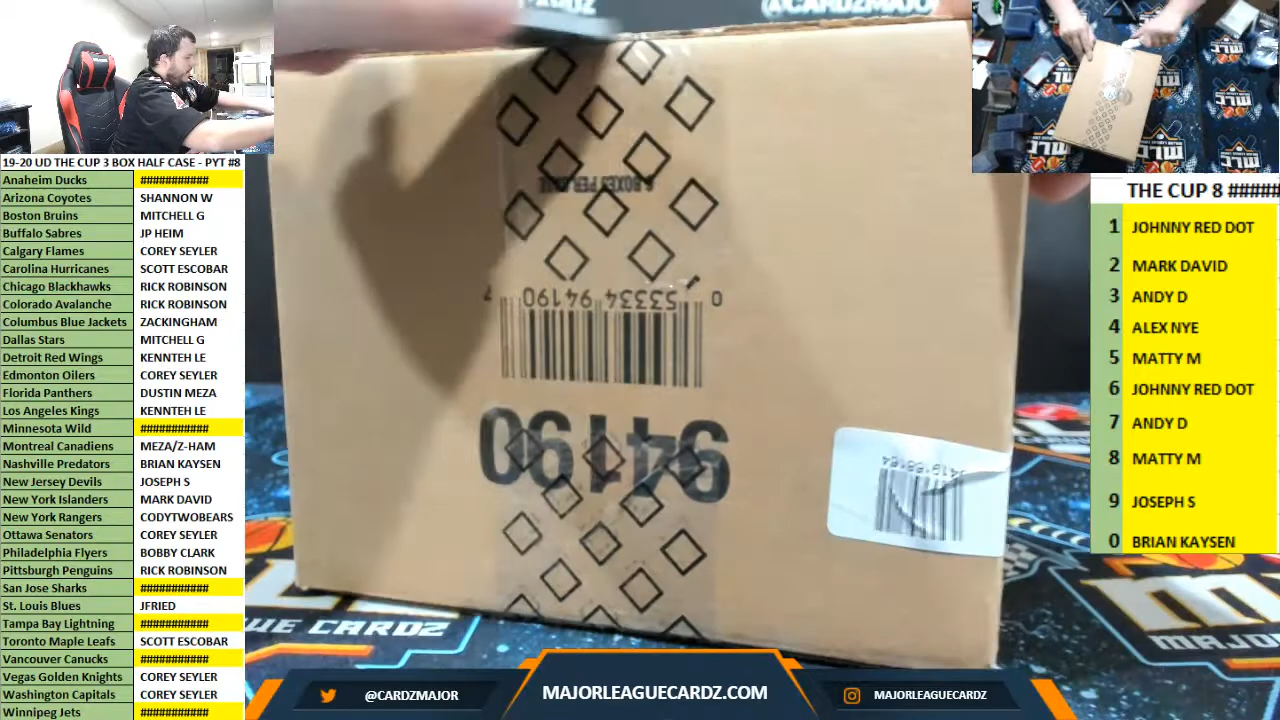 19-20 UD THE CUP 3 BOX HALF CASE - PYT #8
Anaheim Ducks ###########
Arizona Coyotes SHANNON W
Boston Bruins MITCHELL G
Buffalo Sabres JP HEIM
Calgary Flames COREY SEYLER
Carolina Hurricanes SCOTT ESCOBAR
Chicago Blackhawks RICK ROBINSON
Colorado Avalanche RICK ROBINSON
Columbus Blue Jackets ZACKINGHAM
Dallas Stars MITCHELL G
Detroit Red Wings KENNTEH LE
Edmonton Oilers COREY SEYLER
Florida Panthers DUSTIN MEZA
Los Angeles Kings KENNTEH LE
Minnesota Wild ###########
Montreal Canadiens MEZA/Z-HAM
Nashville Predators BRIAN KAYSEN
New Jersey Devils JOSEPH S
New York Islanders MARK DAVID
New York Rangers CODYTWOBEARS
Ottawa Senators COREY SEYLER
Philadelphia Flyers BOBBY CLARK
Pittsburgh Penguins RICK ROBINSON
San Jose Sharks ###########
St. Louis Blues JFRIED
Tampa Bay Lightning ###########
Toronto Maple Leafs SCOTT ESCOBAR
Vancouver Canucks ###########
Vegas Golden Knights COREY SEYLER
Washington Capitals COREY SEYLER
Winnipeg Jets ###########
@CARDZMAJOR
0 53334 94190 7
94190
THE CUP 8 #####
1 JOHNNY RED DOT
2 MARK DAVID
3 ANDY D
4 ALEX NYE
5 MATTY M
6 JOHNNY RED DOT
7 ANDY D
8 MATTY M
9 JOSEPH S
0 BRIAN KAYSEN
@CARDZMAJOR
MAJORLEAGUECARDZ.COM
MAJORLEAGUECARDZ